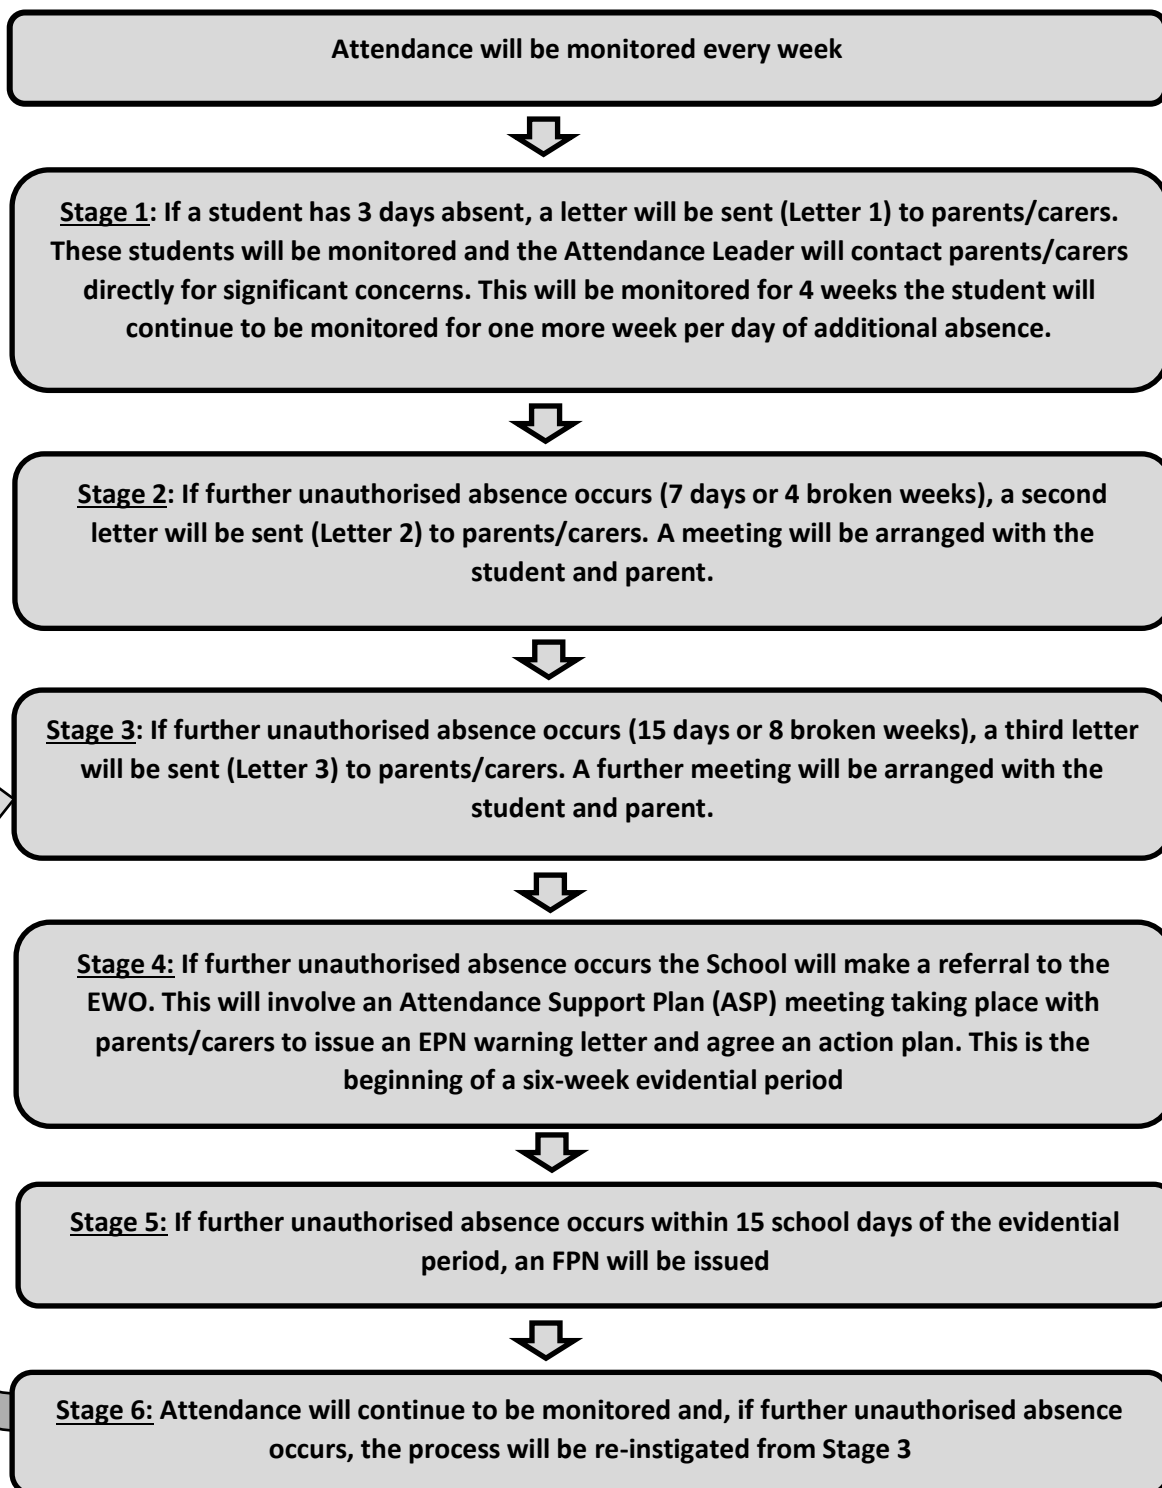 Attendance will be monitored every week
Stage 1: If a student has 3 days absent, a letter will be sent (Letter 1) to parents/carers.
These students will be monitored and the Attendance Leader will contact parents/carers
directly for significant concerns. This will be monitored for 4 weeks the student will
continue to be monitored for one more week per day of additional absence.
Stage 2: If further unauthorised absence occurs (7 days or 4 broken weeks), a second
letter will be sent (Letter 2) to parents/carers. A meeting will be arranged with the
student and parent.
Stage 3: If further unauthorised absence occurs (15 days or 8 broken weeks), a third letter
will be sent (Letter 3) to parents/carers. A further meeting will be arranged with the
student and parent.
Stage 4: If further unauthorised absence occurs the School will make a referral to the
EWO. This will involve an Attendance Support Plan (ASP) meeting taking place with
parents/carers to issue an EPN warning letter and agree an action plan. This is the
beginning of a six-week evidential period
Stage 5: If further unauthorised absence occurs within 15 school days of the evidential
period, an FPN will be issued
Stage 6: Attendance will continue to be monitored and, if further unauthorised absence
occurs, the process will be re-instigated from Stage 3